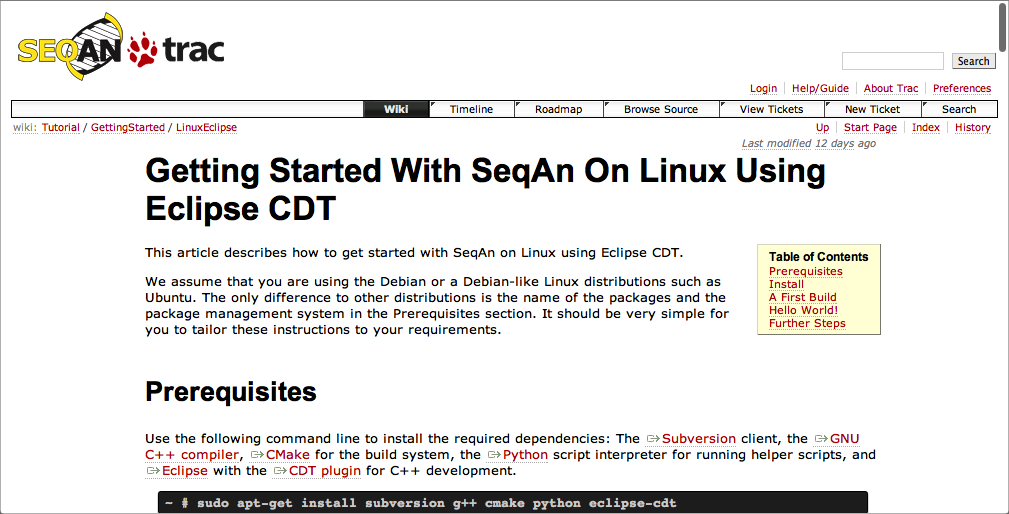 SEQAN trac
Search
Login Help/Guide About Trac Preferences
Wiki Timeline Roadmap Browse Source View Tickets New Ticket Search
wiki: Tutorial / GettingStarted / LinuxEclipse
Up Start Page Index History
Last modified 12 days ago
Getting Started With SeqAn On Linux Using
Eclipse CDT
This article describes how to get started with SeqAn on Linux using Eclipse CDT.
We assume that you are using the Debian or a Debian-like Linux distributions such as
Ubuntu. The only difference to other distributions is the name of the packages and the
package management system in the Prerequisites section. It should be very simple for
you to tailor these instructions to your requirements.
Table of Contents
Prerequisites
Install
A First Build
Hello World!
Further Steps
Prerequisites
Use the following command line to install the required dependencies: The Subversion client, the GNU
C++ compiler, CMake for the build system, the Python script interpreter for running helper scripts, and
Eclipse with the CDT plugin for C++ development.
~ # sudo apt-get install subversion g++ cmake python eclipse-cdt